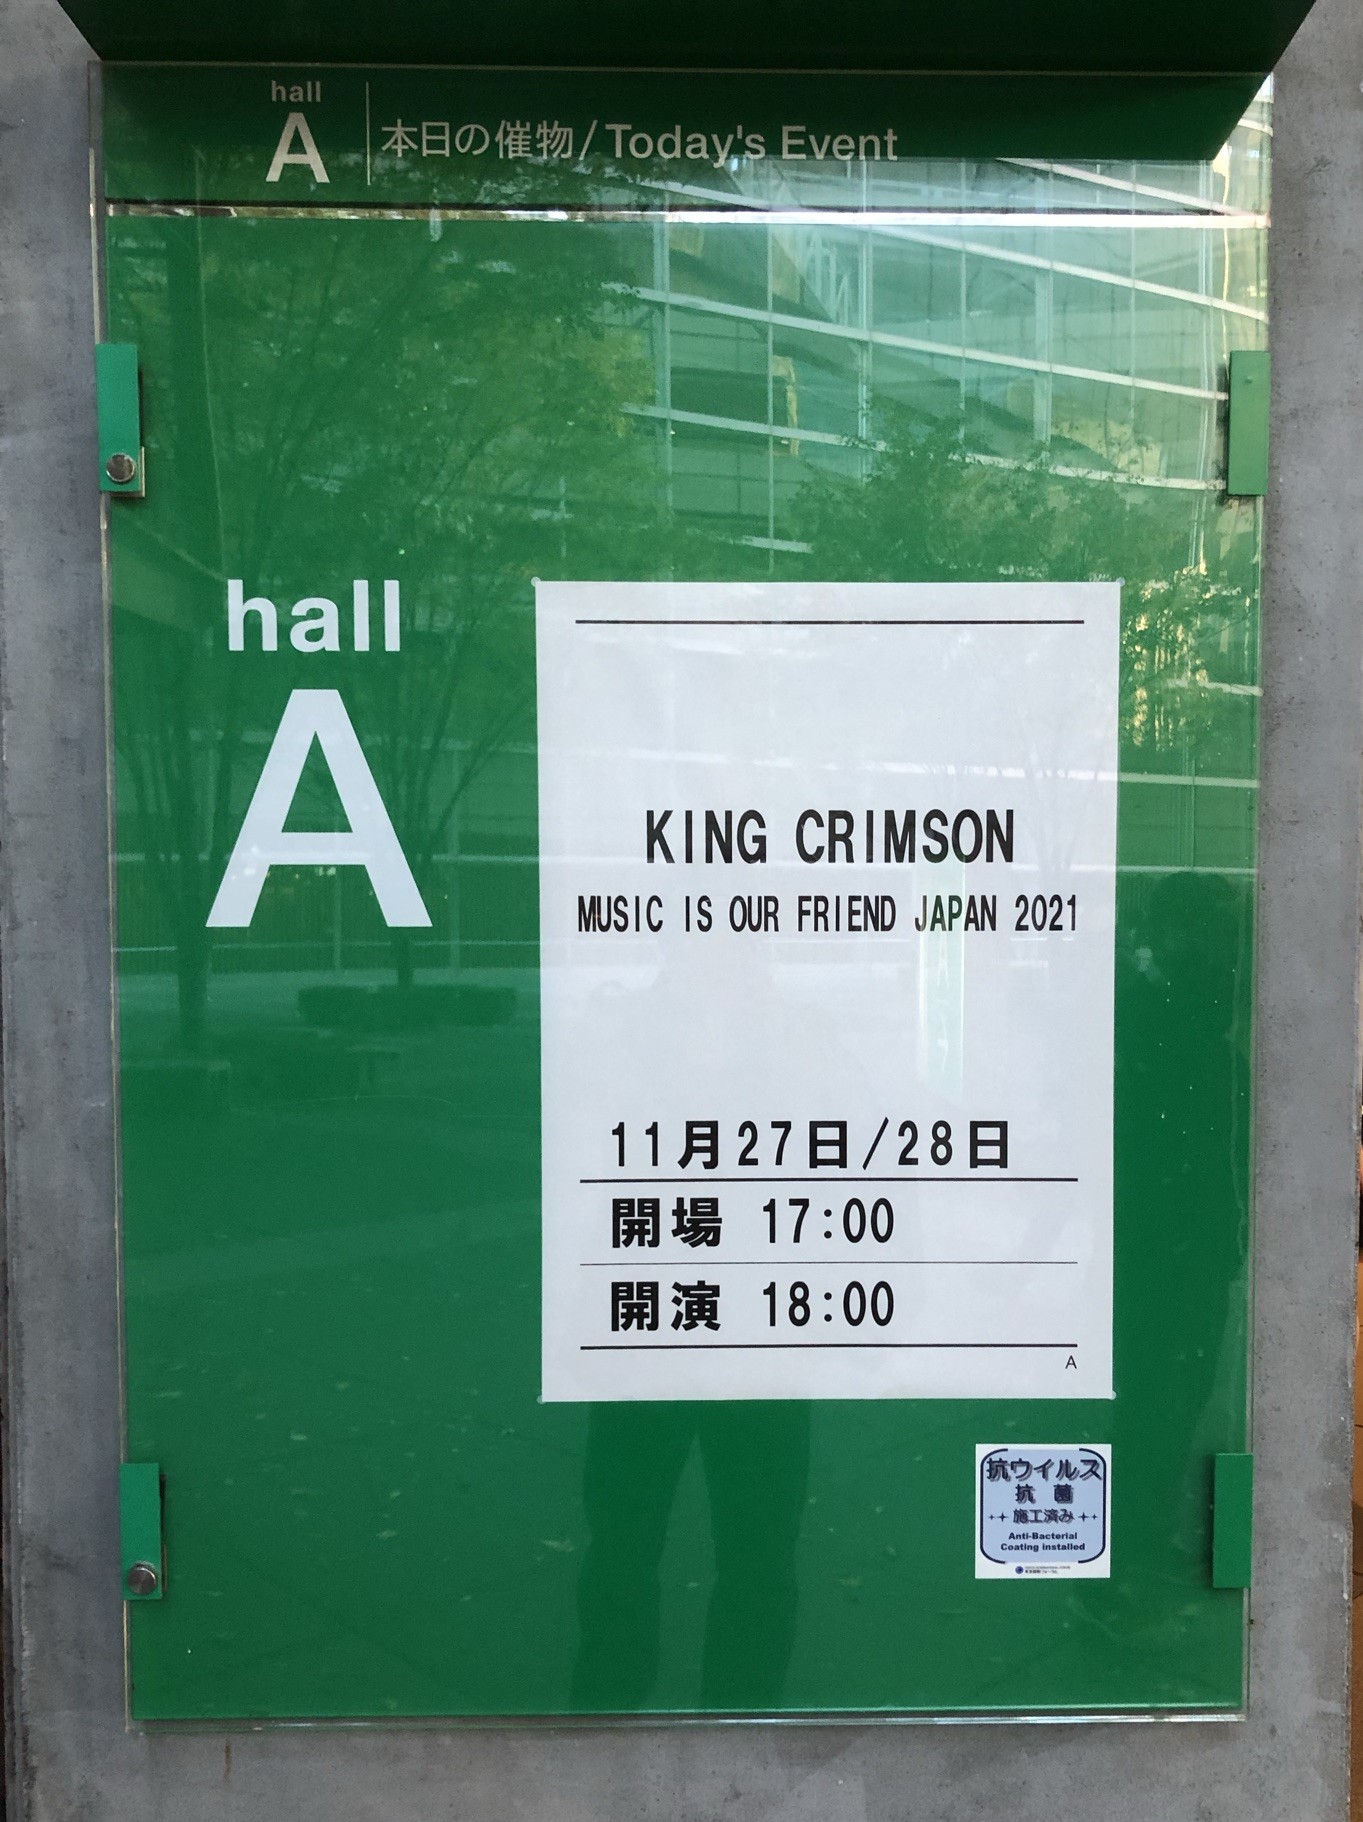 hall
A
本日の催物/Today's Event
hall
A
KING CRIMSON
MUSIC IS OUR FRIEND JAPAN 2021
11月27日/28日
開場 17:00
開演 18:00
A
抗ウイルス
抗 菌
施工済み
Anti-Bacterial
Coating installed